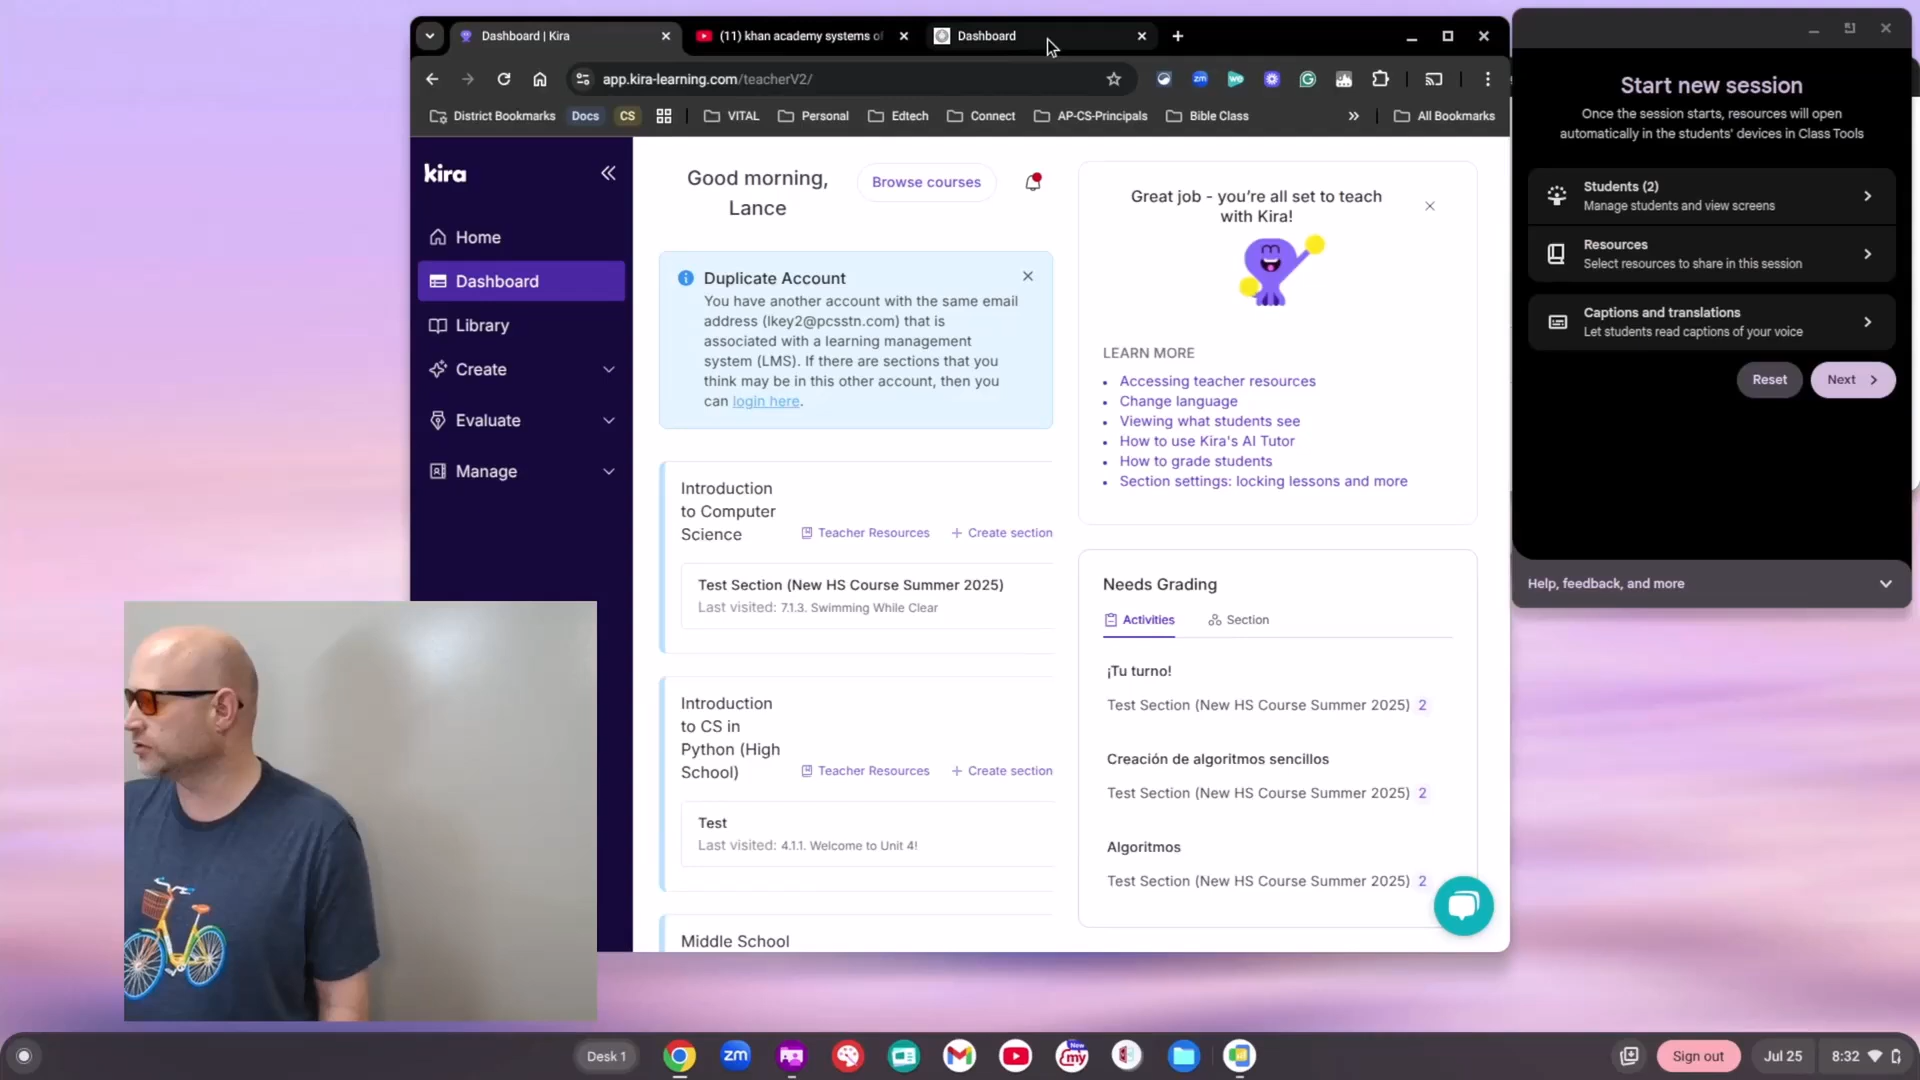 Dashboard | Kira
(11) khan academy systems of
Dashboard
app.kira-learning.com/teacherV2/
District Bookmarks
Docs
CS
VITAL
Personal
Edtech
Connect
AP-CS-Principals
Bible Class
All Bookmarks
kira
Home
Dashboard
Library
Create
Evaluate
Manage
Good morning,
Lance
Browse courses
Duplicate Account
You have another account with the same email
address (lkey2@pcsstn.com) that is
associated with a learning management
system (LMS). If there are sections that you
think may be in this other account, then you
can login here.
Introduction
to Computer
Science
Teacher Resources
Create section
Test Section (New HS Course Summer 2025)
Last visited: 7.1.3. Swimming While Clear
Introduction
to CS in
Python (High
School)
Teacher Resources
Create section
Test
Last visited: 4.1.1. Welcome to Unit 4!
Middle School
Great job - you're all set to teach
with Kira!
LEARN MORE
• Accessing teacher resources
• Change language
• Viewing what students see
• How to use Kira's AI Tutor
• How to grade students
• Section settings: locking lessons and more
Needs Grading
Activities
Section
¡Tu turno!
Test Section (New HS Course Summer 2025) 2
Creación de algoritmos sencillos
Test Section (New HS Course Summer 2025) 2
Algoritmos
Test Section (New HS Course Summer 2025) 2
Start new session
Once the session starts, resources will open
automatically in the students' devices in Class Tools
Students (2)
Manage students and view screens
Resources
Select resources to share in this session
Captions and translations
Let students read captions of your voice
Reset
Next
Help, feedback, and more
Desk 1
zm
New
my
Sign out
Jul 25
8:32